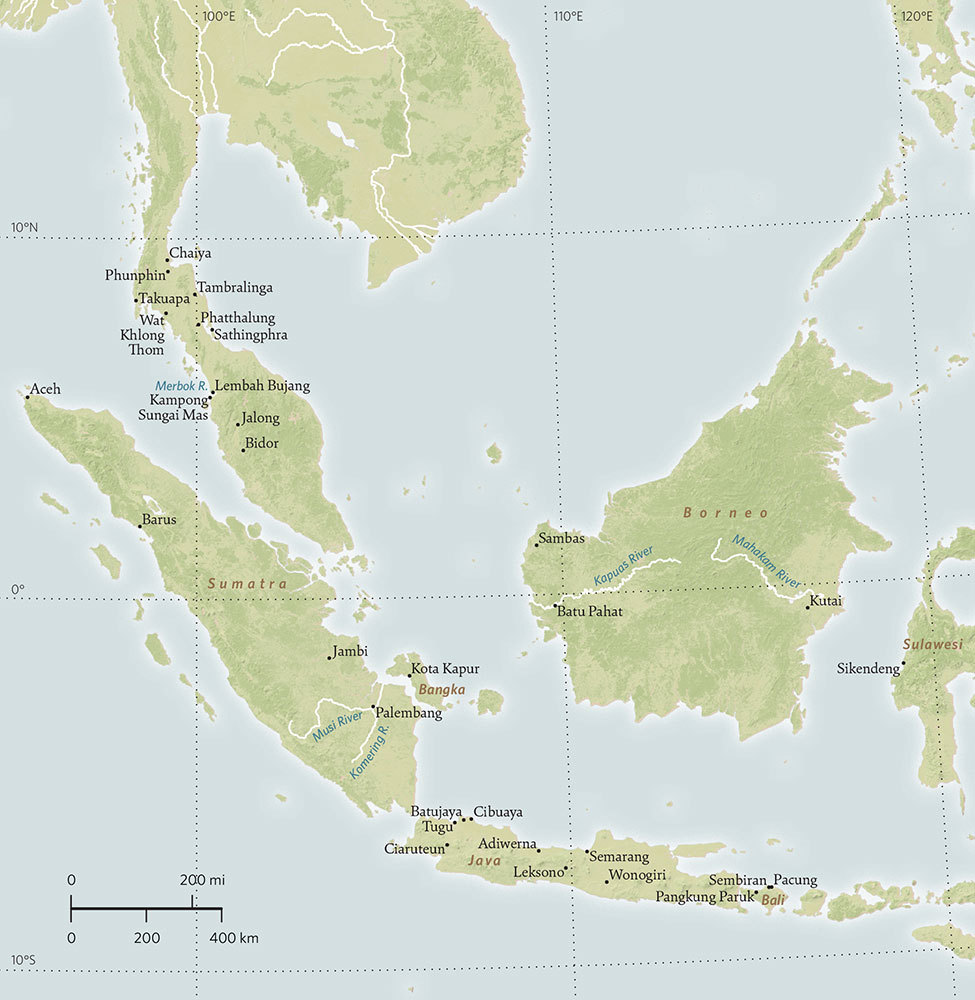 100°E
110°E
120°E
10°N
Chaiya
Phunphin
Tambralinga
Takuapa
Wat
Khlong
Thom
Phatthalung
Sathingphra
Merbok R.
Lembah Bujang
Kampong
Sungai Mas
Aceh
Jalong
Bidor
Barus
Borneo
Sambas
Kapuas River
Mahakam River
Sumatra
0°
Batu Pahat
Kutai
Jambi
Kota Kapur
Bangka
Sulawesi
Sikendeng
Palembang
Musi River
Komering R.
Batujaya
Cibuaya
Tugu
Ciaruteun
Java
Adiwerna
Semarang
Leksono
Wonogiri
Sembiran
Pacung
Pangkung Paruk
Bali
0
200 mi
0
200
400 km
10°S